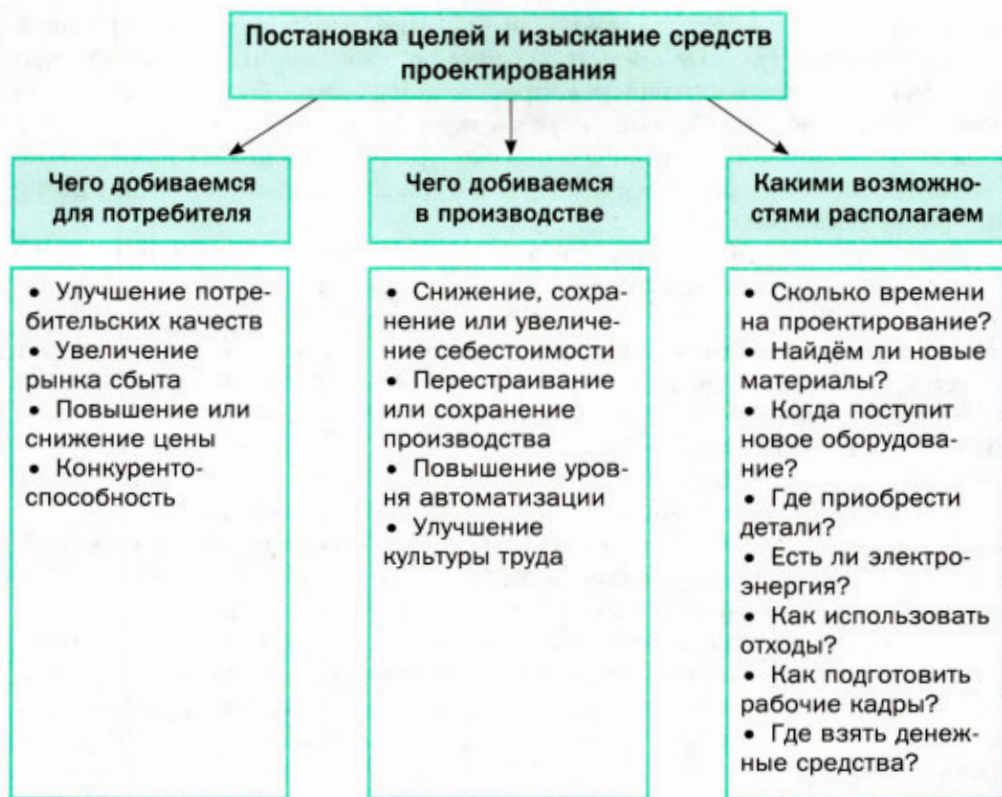 Постановка целей и изыскание средств
проектирования
Чего добиваемся
для потребителя
• Улучшение потре-
бительских качеств
• Увеличение
рынка сбыта
• Повышение или
снижение цены
• Конкуренто-
способность
Чего добиваемся
в производстве
• Снижение, сохра-
нение или увеличе-
ние себестоимости
• Перестраивание
или сохранение
производства
• Повышение уров-
ня автоматизации
• Улучшение
культуры труда
Какими возможно-
стями располагаем
• Сколько времени
на проектирование?
• Найдём ли новые
материалы?
• Когда поступит
новое оборудова-
ние?
• Где приобрести
детали?
• Есть ли электро-
энергия?
• Как использовать
отходы?
• Как подготовить
рабочие кадры?
• Где взять денеж-
ные средства?